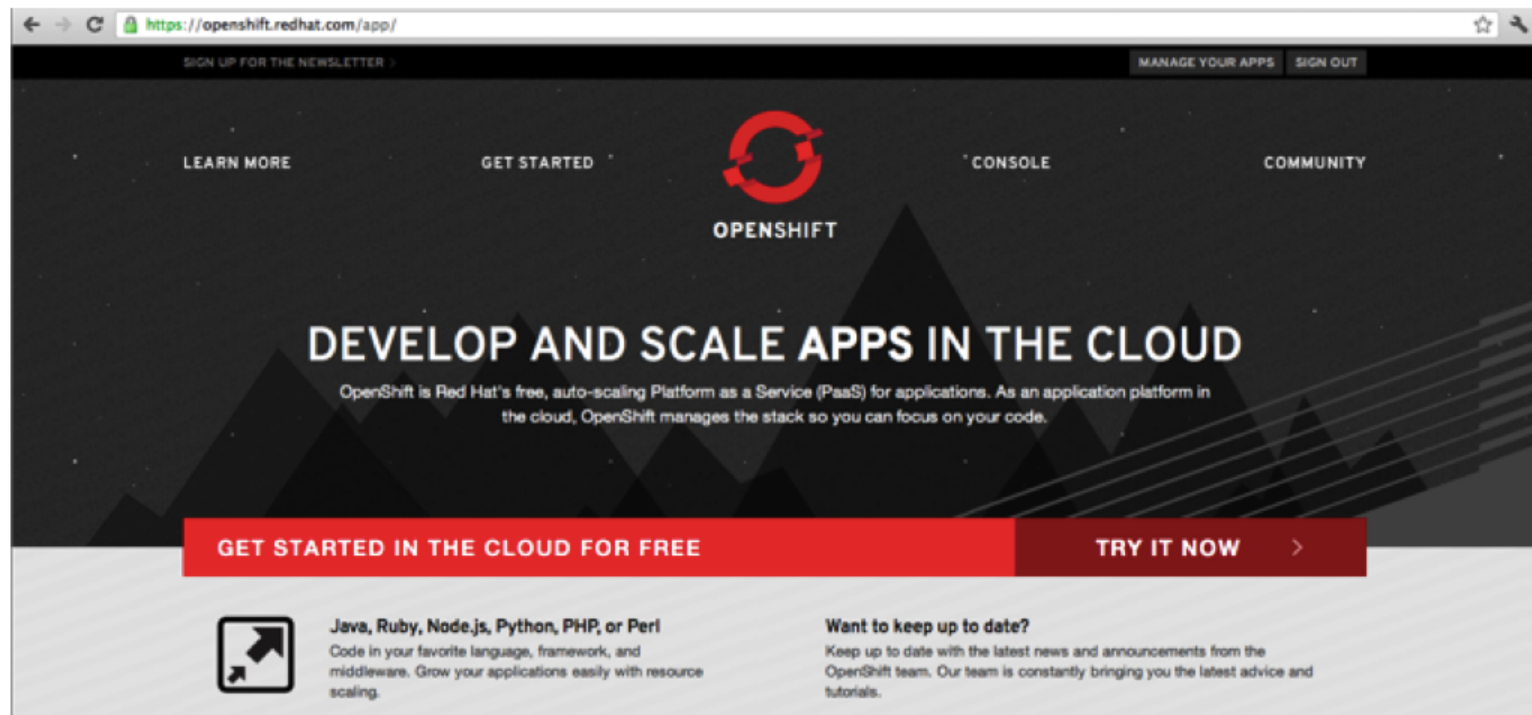 https://openshift.redhat.com/app/
SIGN UP FOR THE NEWSLETTER >
MANAGE YOUR APPS
SIGN OUT
LEARN MORE
GET STARTED
CONSOLE
COMMUNITY
OPENSHIFT
DEVELOP AND SCALE APPS IN THE CLOUD
OpenShift is Red Hat's free, auto-scaling Platform as a Service (PaaS) for applications. As an application platform in
the cloud, OpenShift manages the stack so you can focus on your code.
GET STARTED IN THE CLOUD FOR FREE
TRY IT NOW >
Java, Ruby, Node.js, Python, PHP, or Perl
Code in your favorite language, framework, and
middleware. Grow your applications easily with resource
scaling.
Want to keep up to date?
Keep up to date with the latest news and announcements from the
OpenShift team. Our team is constantly bringing you the latest advice and
tutorials.